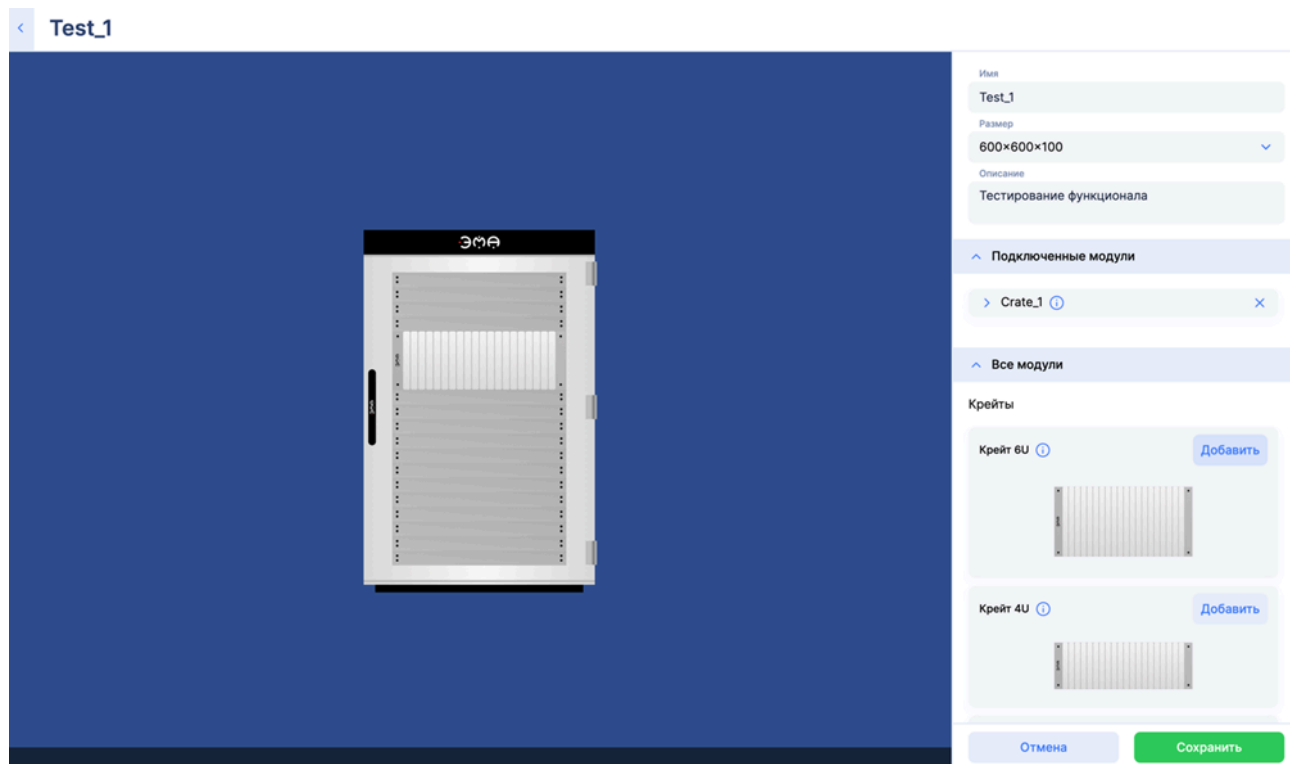 Test_1
ЭМА
Имя
Test_1
Размер
600×600×100
Описание
Тестирование функционала
Подключенные модули
Crate_1
Все модули
Крейты
Крейт 6U
Добавить
Крейт 4U
Добавить
Отмена
Сохранить